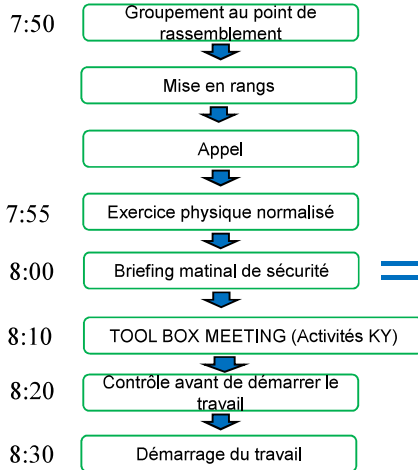 7:50 Groupement au point de
rassemblement
Mise en rangs
Appel
7:55 Exercice physique normalisé
8:00 Briefing matinal de sécurité
8:10 TOOL BOX MEETING (Activités KY)
8:20 Contrôle avant de démarrer le
travail
8:30 Démarrage du travail